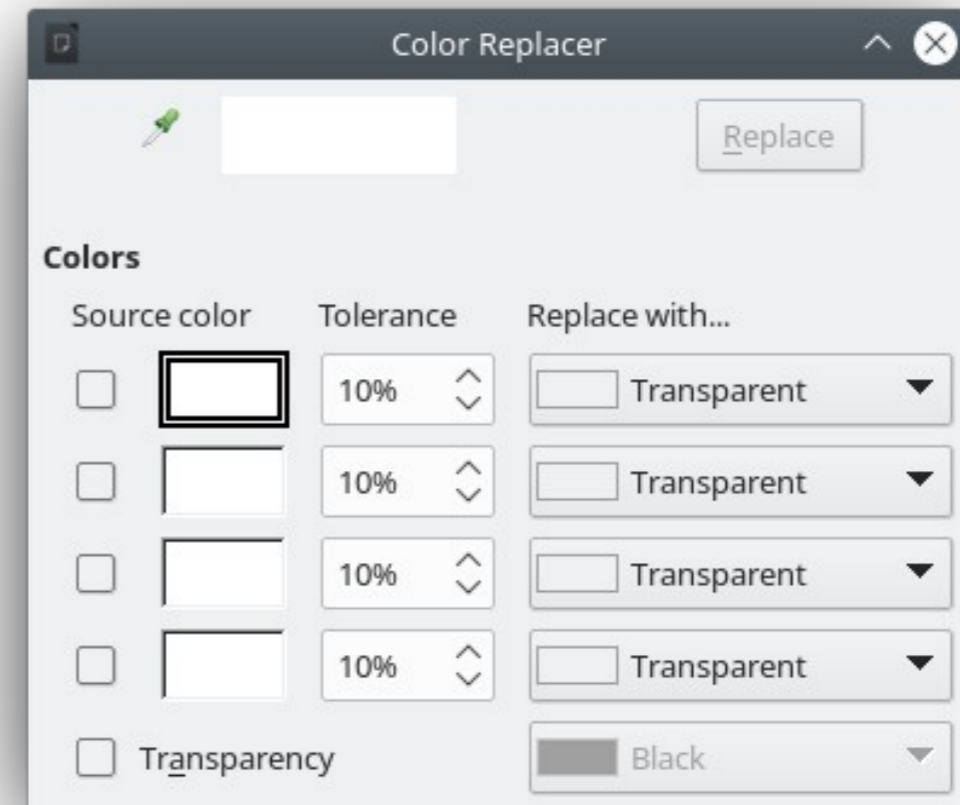 Color Replacer
Replace
Colors
Source color Tolerance Replace with...
10% Transparent
10% Transparent
10% Transparent
10% Transparent
Transparency Black